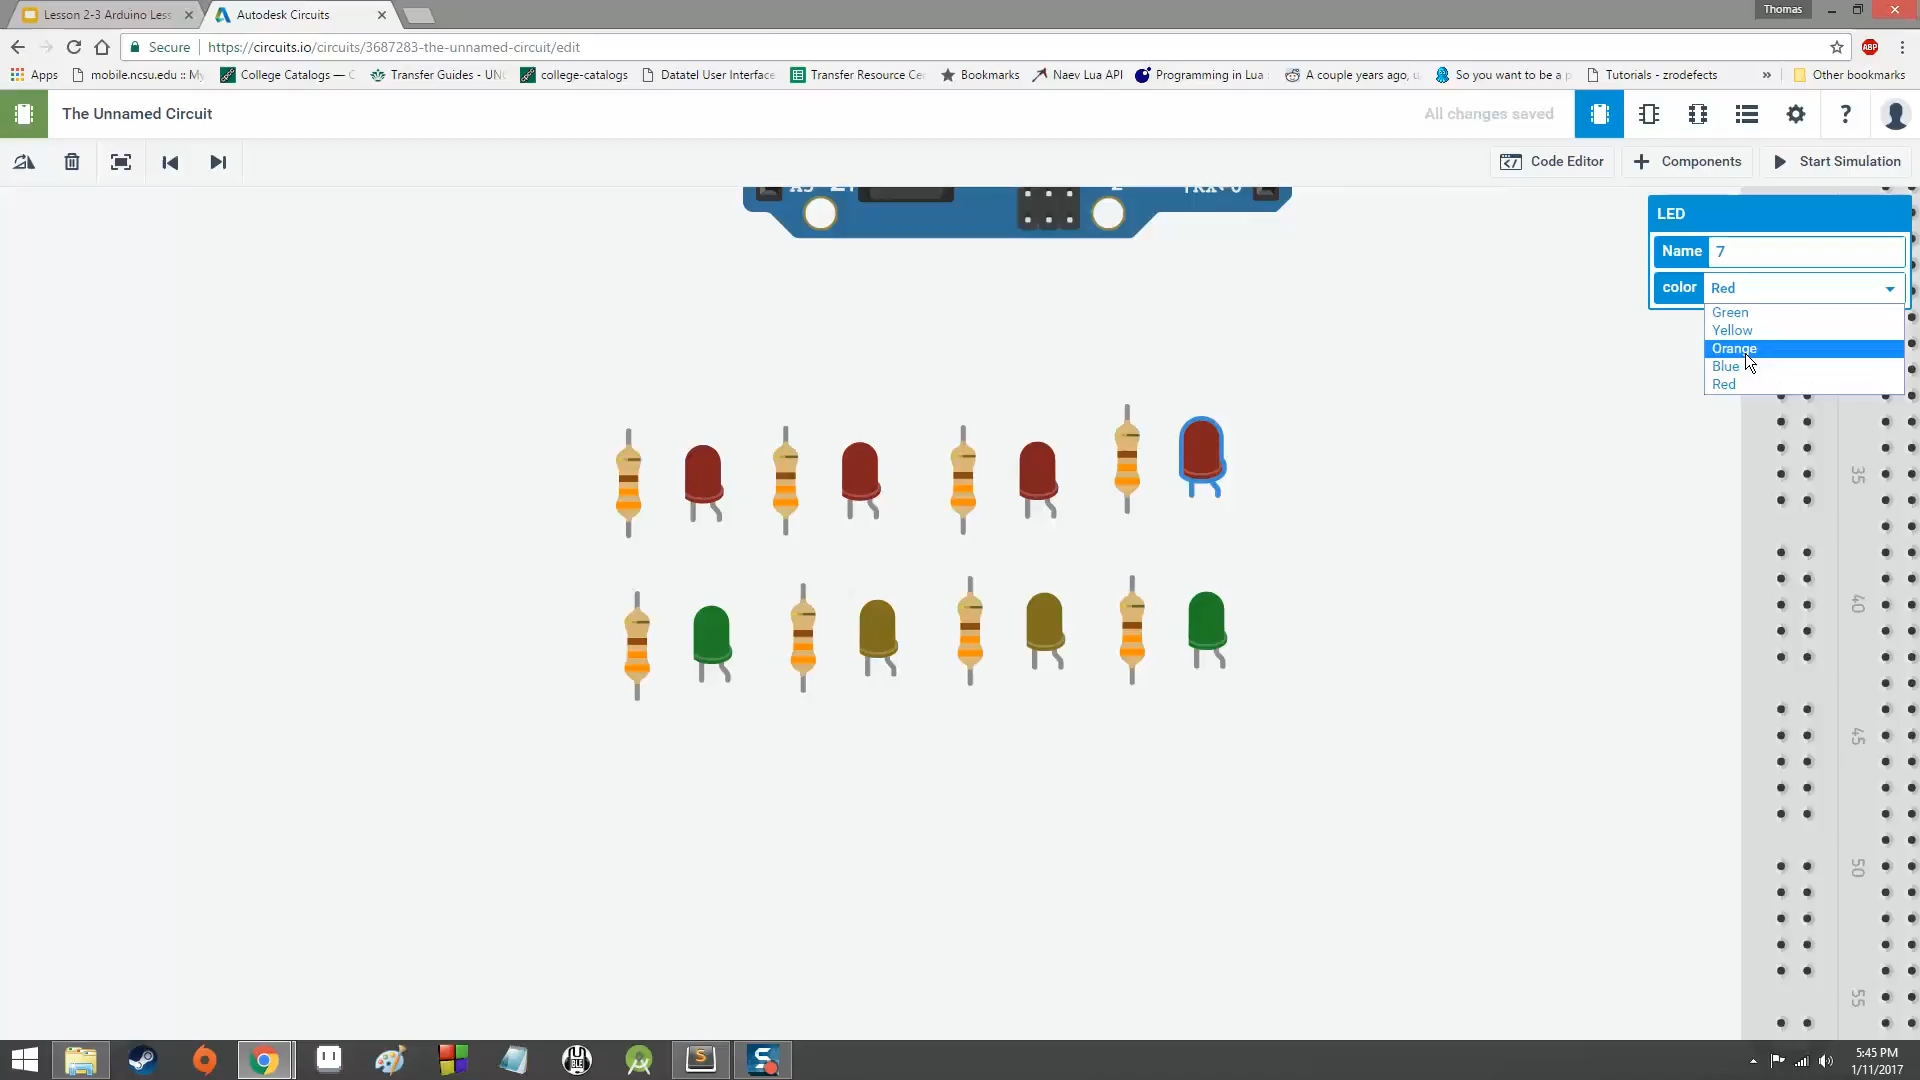 Lesson 2-3 Arduino Less
Autodesk Circuits
Thomas
Secure
https://circuits.io/circuits/3687283-the-unnamed-circuit/edit
ABP
Apps
mobile.ncsu.edu :: My
College Catalogs — C
Transfer Guides - UNC
college-catalogs
Datatel User Interface
Transfer Resource Ce
Bookmarks
Naev Lua API
Programming in Lua :
A couple years ago, u
So you want to be a p
Tutorials - zrodefects
»
Other bookmarks
The Unnamed Circuit
All changes saved
?
Code Editor
Components
Start Simulation
LED
Name
7
color
Red
Green
Yellow
Orange
Blue
Red
35
40
45
50
55
5:45 PM
1/11/2017